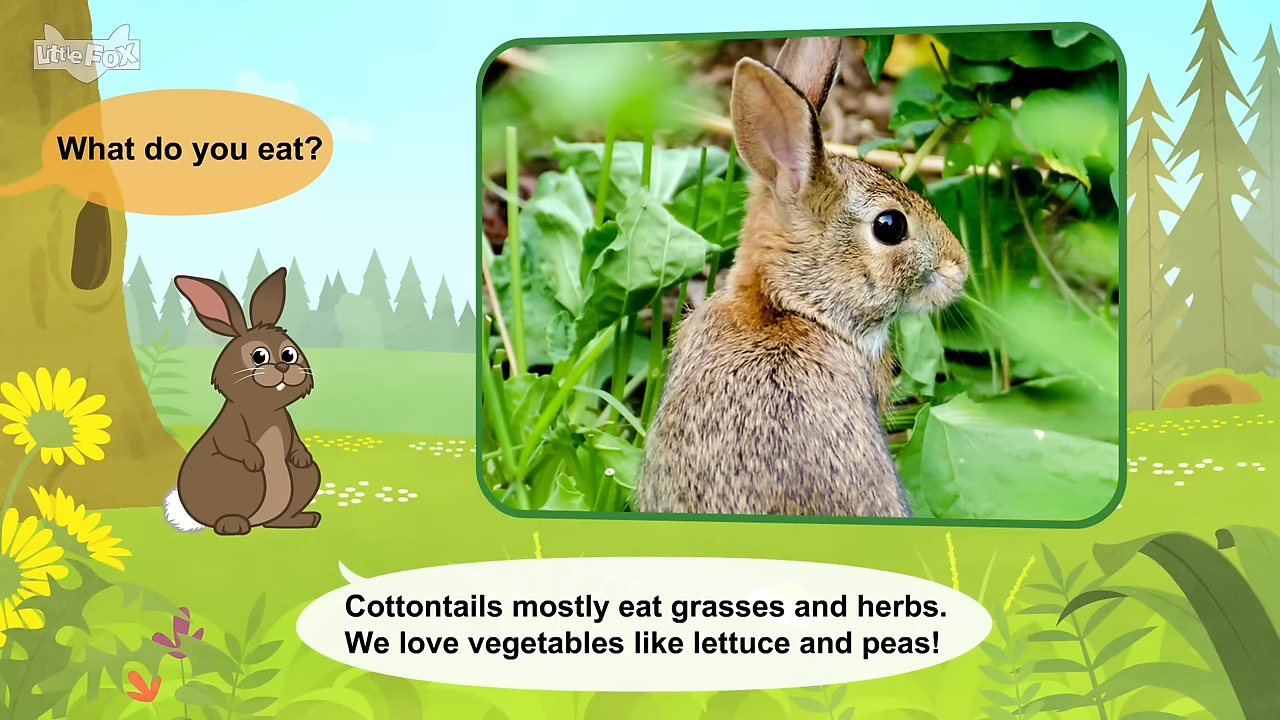 Little Fox
What do you eat?
Cottontails mostly eat grasses and herbs.
We love vegetables like lettuce and peas!